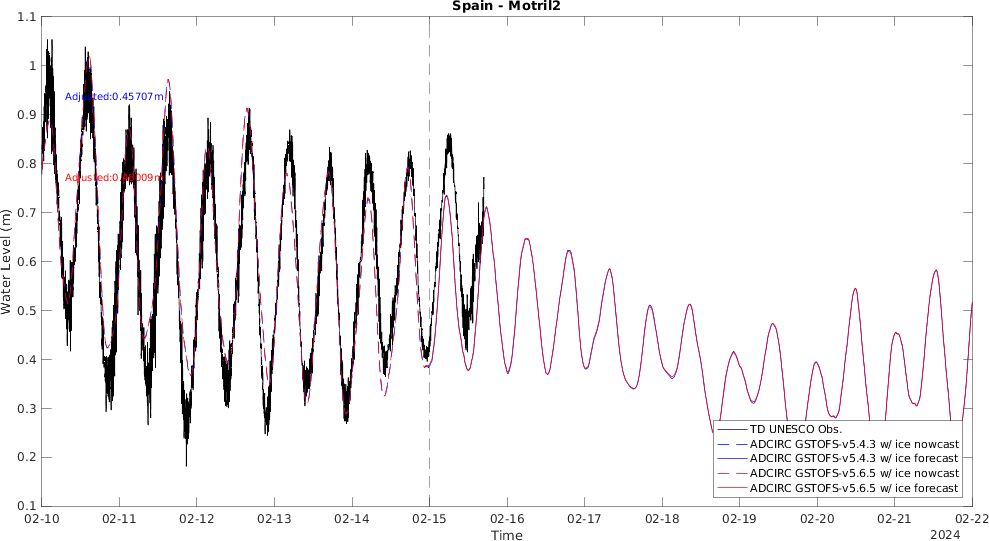 Spain - Motril2
1.1
1
0.9
0.8
0.7
0.6
0.5
0.4
0.3
0.2
0.1
Water Level (m)
Adjusted:0.45707m
TD UNESCO Obs.
ADCIRC GSTOFS-v5.4.3 w/ ice nowcast
ADCIRC GSTOFS-v5.4.3 w/ ice forecast
ADCIRC GSTOFS-v5.6.5 w/ ice nowcast
ADCIRC GSTOFS-v5.6.5 w/ ice forecast
02-10
02-11
02-12
02-13
02-14
02-15
02-16
02-17
02-18
02-19
02-20
02-21
02-22
Time
2024